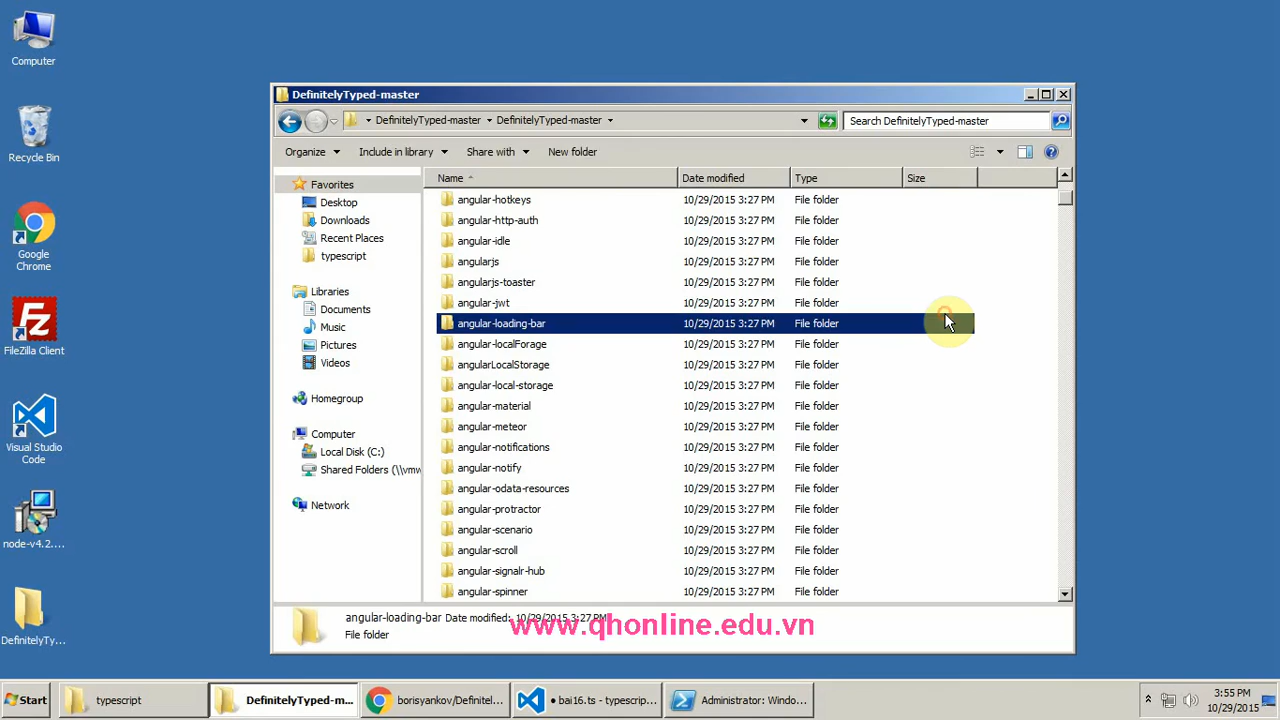 Computer
Recycle Bin
Google
Chrome
FileZilla Client
Visual Studio
Code
node-v4.2....
DefinitelyTy...
DefinitelyTyped-master
DefinitelyTyped-master
DefinitelyTyped-master
Search DefinitelyTyped-master
Organize
Include in library
Share with
New folder
Favorites
Desktop
Downloads
Recent Places
typescript
Libraries
Documents
Music
Pictures
Videos
Homegroup
Computer
Local Disk (C:)
Shared Folders (\\vmw
Network
Name Date modified Type Size
angular-hotkeys 10/29/2015 3:27 PM File folder
angular-http-auth 10/29/2015 3:27 PM File folder
angular-idle 10/29/2015 3:27 PM File folder
angularjs 10/29/2015 3:27 PM File folder
angularjs-toaster 10/29/2015 3:27 PM File folder
angular-jwt 10/29/2015 3:27 PM File folder
angular-loading-bar 10/29/2015 3:27 PM File folder
angular-localForage 10/29/2015 3:27 PM File folder
angularLocalStorage 10/29/2015 3:27 PM File folder
angular-local-storage 10/29/2015 3:27 PM File folder
angular-material 10/29/2015 3:27 PM File folder
angular-meteor 10/29/2015 3:27 PM File folder
angular-notifications 10/29/2015 3:27 PM File folder
angular-notify 10/29/2015 3:27 PM File folder
angular-odata-resources 10/29/2015 3:27 PM File folder
angular-protractor 10/29/2015 3:27 PM File folder
angular-scenario 10/29/2015 3:27 PM File folder
angular-scroll 10/29/2015 3:27 PM File folder
angular-signalr-hub 10/29/2015 3:27 PM File folder
angular-spinner 10/29/2015 3:27 PM File folder
angular-loading-bar Date modified: 10/29/2015 3:27 PM
File folder
www.qhonline.edu.vn
Start
typescript
DefinitelyTyped-m...
borisyankov/Definitel...
• bai16.ts - typescrip...
Administrator: Windo...
3:55 PM
10/29/2015